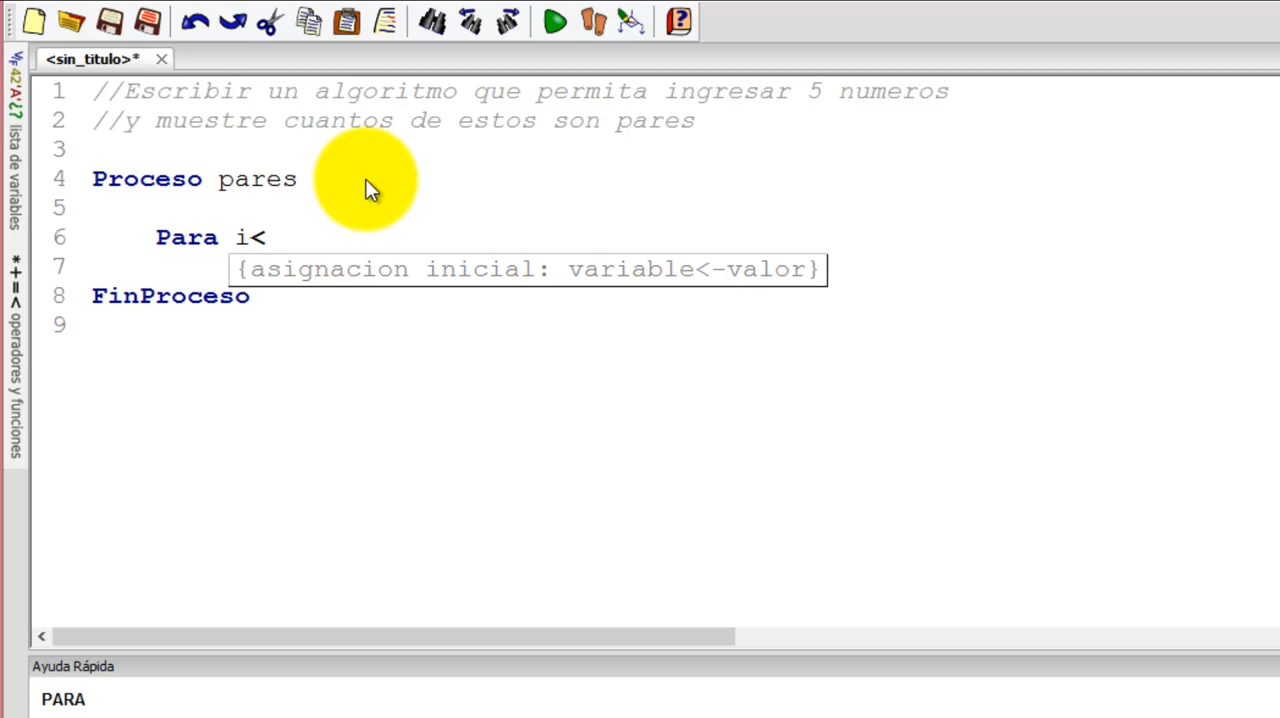 <sin_titulo>*
1 //Escribir un algoritmo que permita ingresar 5 numeros
2 //y muestre cuantos de estos son pares
3
4 Proceso pares
5
6 Para i<
7 {asignacion inicial: variable<-valor}
8 FinProceso
9
42 'A' ¿? lista de variables
*+=< operadores y funciones
Ayuda Rápida
PARA